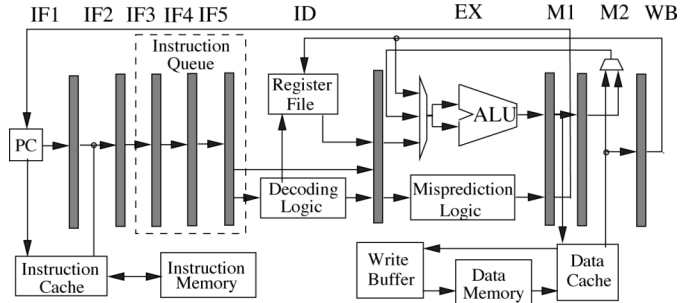 IF1 IF2 IF3 IF4 IF5 ID EX M1 M2 WB
Instruction
Queue
Register
File
PC
ALU
Decoding
Logic
Misprediction
Logic
Instruction
Cache
Instruction
Memory
Write
Buffer
Data
Memory
Data
Cache